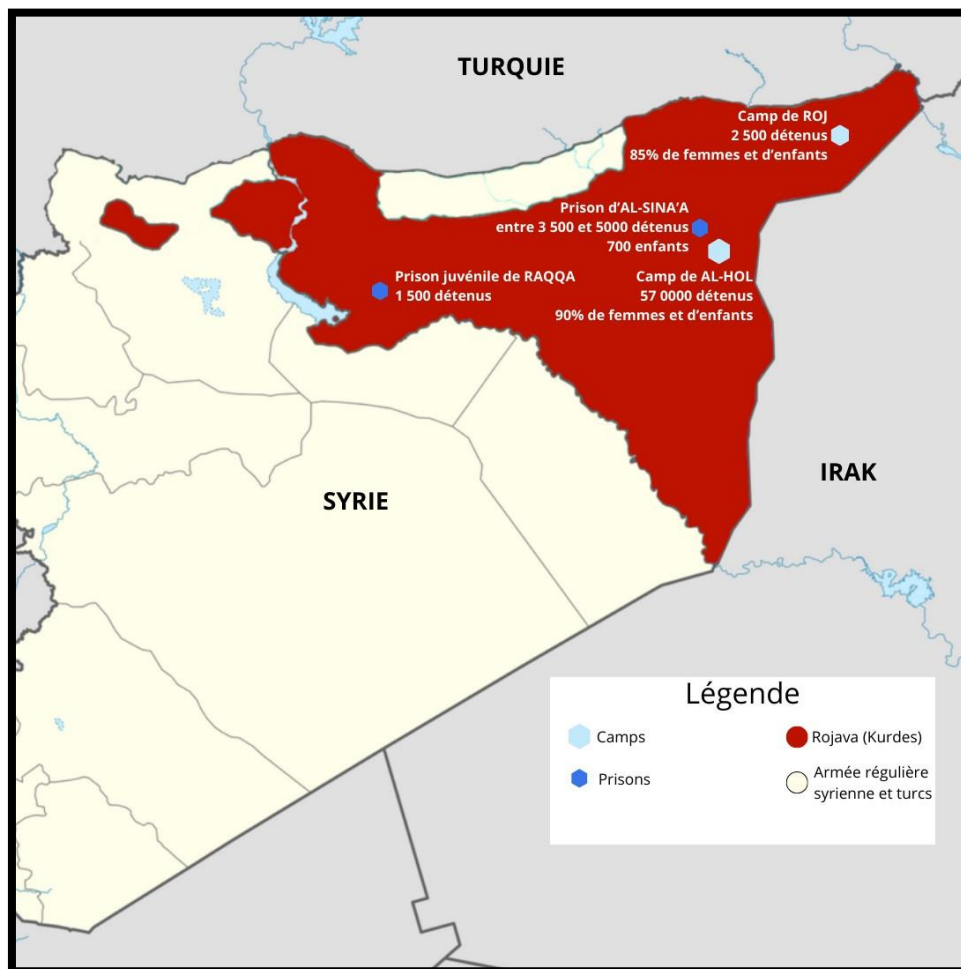 TURQUIE
Camp de ROJ
2 500 détenus
85% de femmes et d'enfants
Prison d'AL-SINA'A
entre 3 500 et 5000 détenus
700 enfants
Prison juvénile de RAQQA
1 500 détenus
Camp de AL-HOL
57 0000 détenus
90% de femmes et d'enfants
IRAK
SYRIE
Légende
Camps
Rojava (Kurdes)
Prisons
Armée régulière
syrienne et turcs